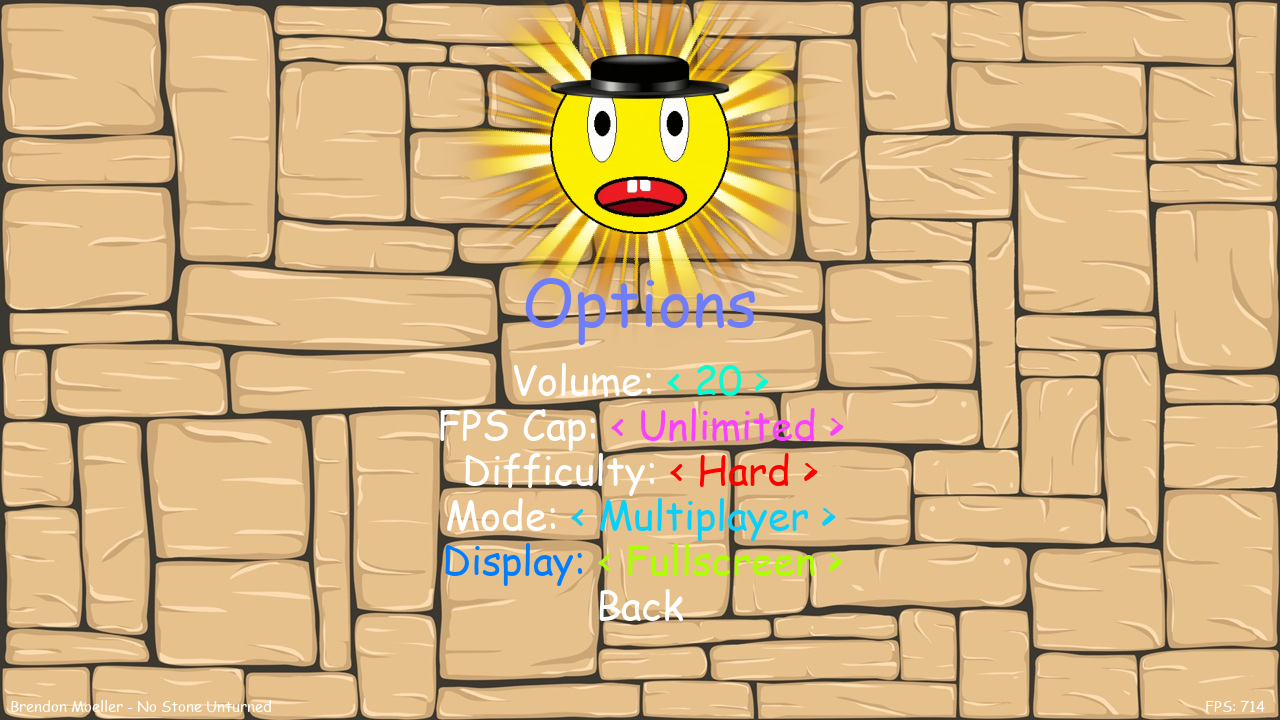 Options
Volume: < 20 >
FPS Cap: < Unlimited >
Difficulty: < Hard >
Mode: < Multiplayer >
Display: < Fullscreen >
Back
Brendon Moeller - No Stone Unturned
FPS: 714